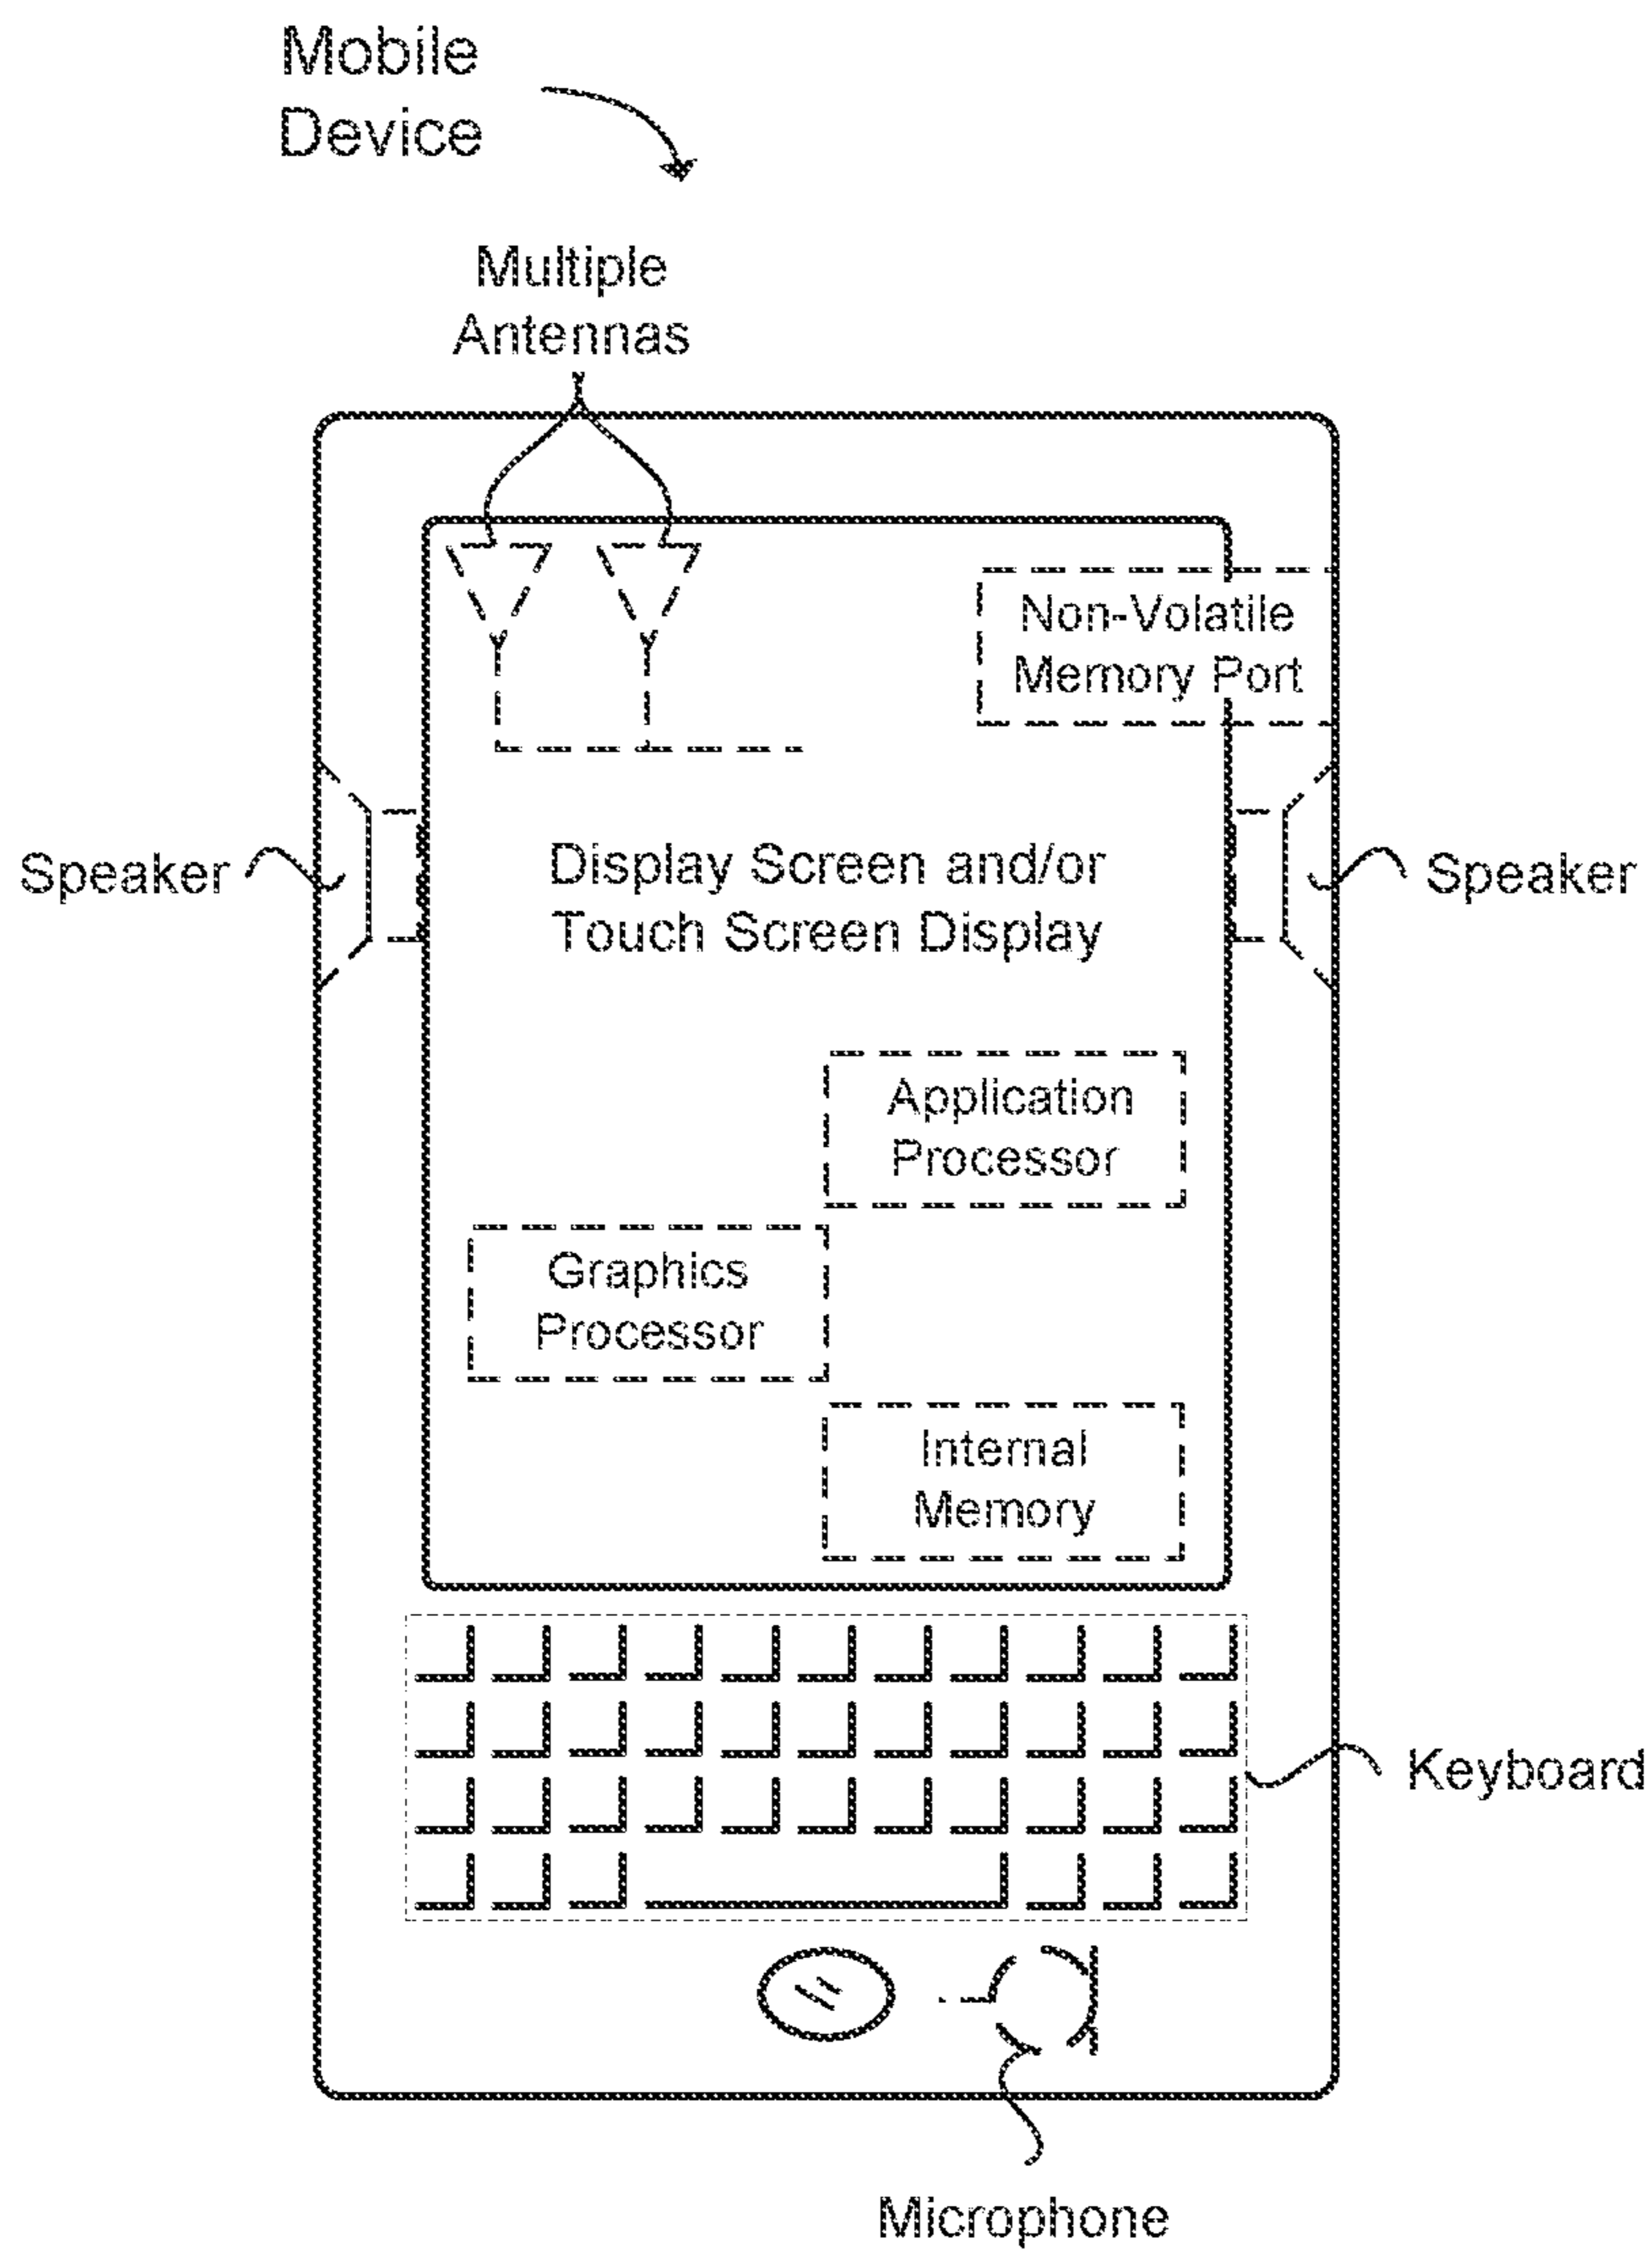 Mobile
Device
Multiple
Antennas
Non-Volatile
Memory Port
Speaker
Display Screen and/or
Touch Screen Display
Speaker
Application
Processor
Graphics
Processor
Internal
Memory
Keyboard
Microphone